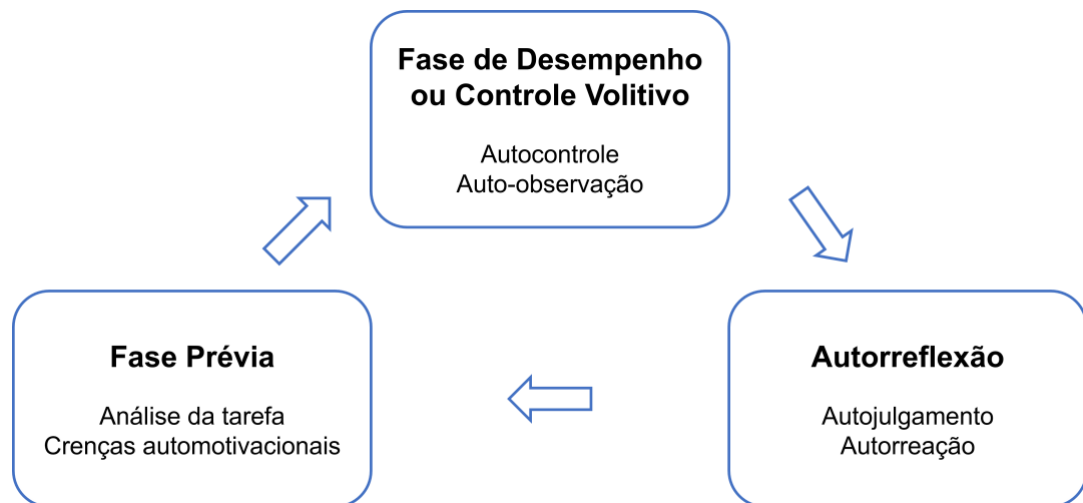 Fase de Desempenho
ou Controle Volitivo
Autocontrole
Auto-observação
Fase Prévia
Análise da tarefa
Crenças automotivacionais
Autorreflexão
Autojulgamento
Autorreação